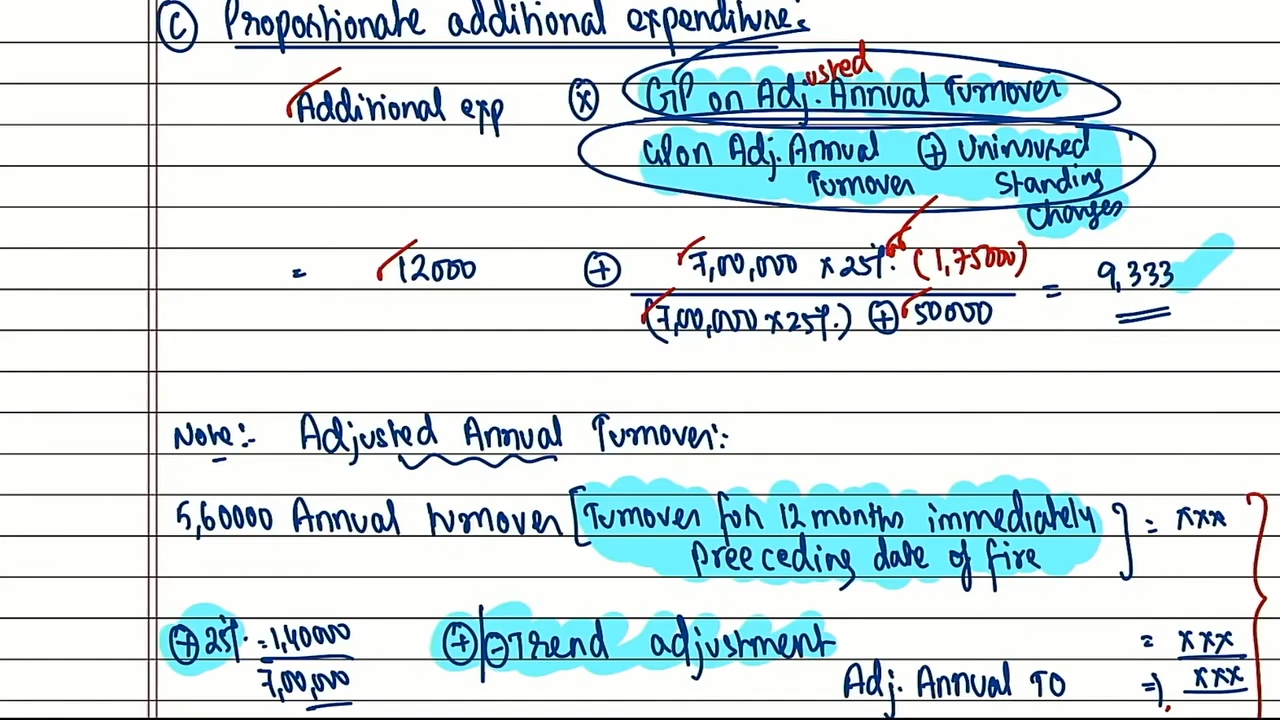 Ⓒ Proportionate additional expenditure:
Additional exp ⓧ GP on Adjusted. Annual Turnover
GP on Adj. Annual Turnover ⊕ Uninsured Standing Charges
= 12000 ⊕ 7,00,000 x 25% (1,75000) = 9,333
(7,00,000 x 25%) ⊕ 50000
Note:- Adjusted Annual Turnover:
5,60000 Annual turnover [Turnover for 12 months immediately = xxx
preeceding date of fire]
⊕ 25% = 1,40000 ⊕|⊖ Trend adjustment = xxx
7,00,000 Adj. Annual TO => xxx